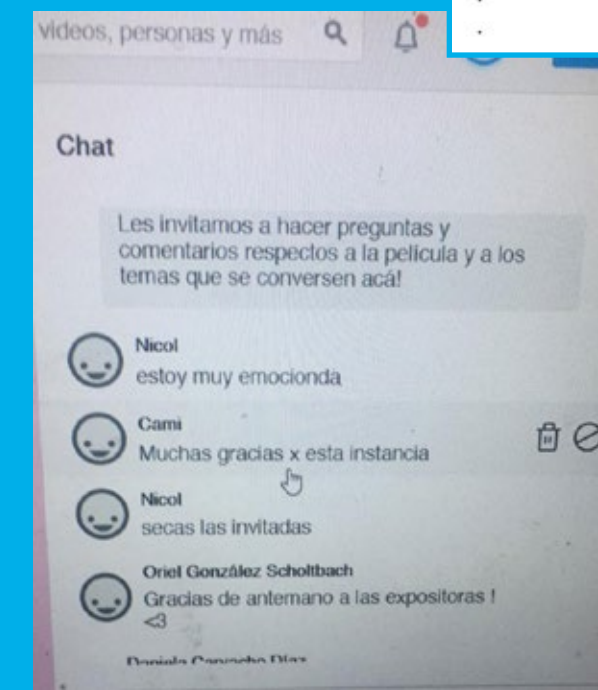 videos, personas y más
Chat
Les invitamos a hacer preguntas y
comentarios respectos a la película y a los
temas que se conversen acá!
Nicol
estoy muy emocionda
Cami
Muchas gracias x esta instancia
Nicol
secas las invitadas
Oriel González Scholtbach
Gracias de antemano a las expositoras !
<3
Daniela